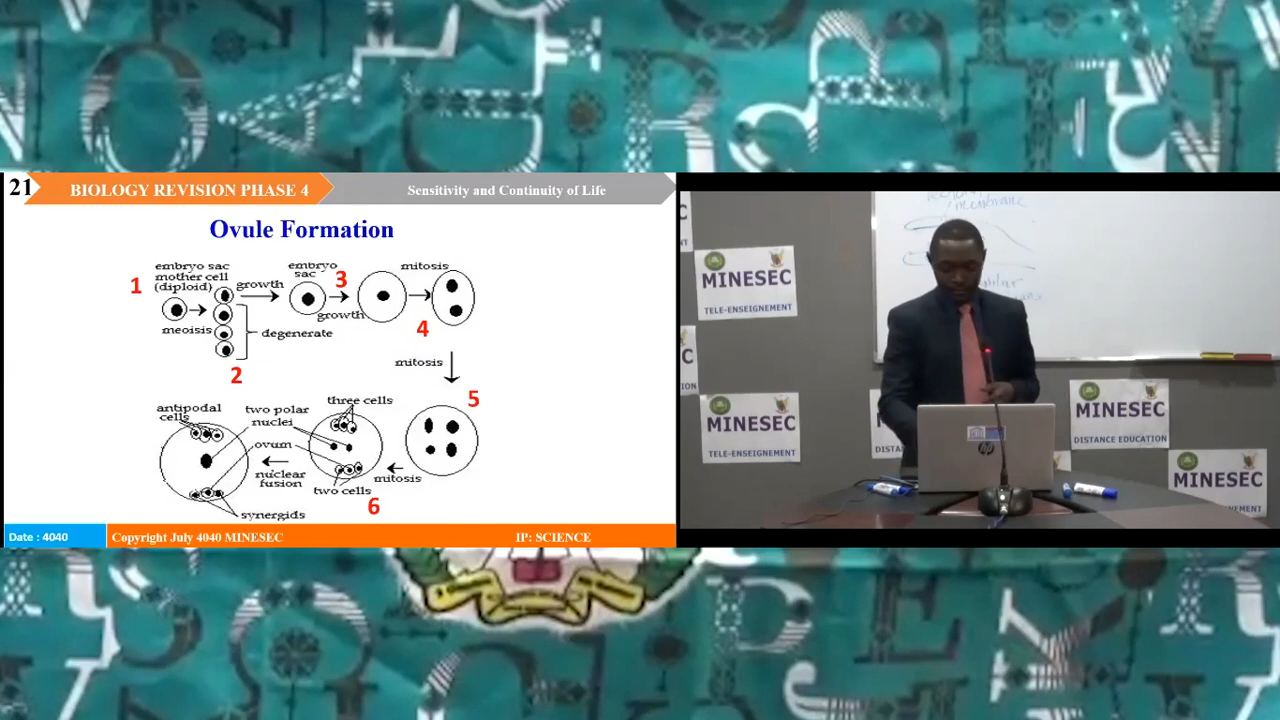 21
BIOLOGY REVISION PHASE 4
Sensitivity and Continuity of Life
Ovule Formation
1
embryo sac
mother cell
(diploid)
meoisis
growth
degenerate
2
embryo
sac
3
growth
mitosis
4
mitosis
5
mitosis
three cells
two polar
nuclei
ovum
two cells
6
nuclear
fusion
antipodal
cells
synergids
Date : 4040
Copyright July 4040 MINESEC
IP: SCIENCE
membrane
MINESEC
TELE-ENSEIGNEMENT
MINESEC
TELE-ENSEIGNEMENT
MINESEC
DISTANCE EDUCATION
MINESEC
hp